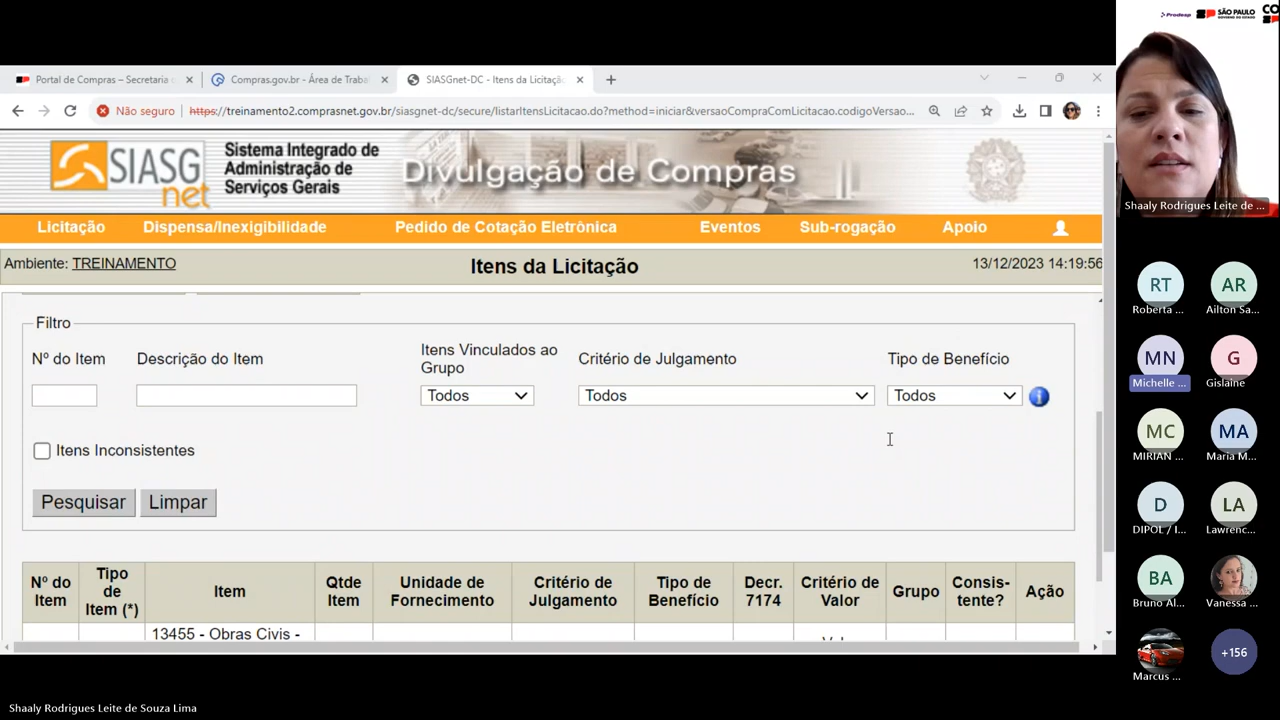 Prodesp
SÃO PAULO
GOVERNO DO ESTADO
CO
Portal de Compras – Secretaria
Compras.gov.br - Área de Traba
SIASGnet-DC - Itens da Licitaçã
Não seguro
https://treinamento2.comprasnet.gov.br/siasgnet-dc/secure/listarItensLicitacao.do?method=iniciar&versaoCompraComLicitacao.codigoVersao...
SIASG
net
Sistema Integrado de
Administração de
Serviços Gerais
Divulgação de Compras
Licitação
Dispensa/Inexigibilidade
Pedido de Cotação Eletrônica
Eventos
Sub-rogação
Apoio
Ambiente: TREINAMENTO
Itens da Licitação
13/12/2023 14:19:56
Filtro
Nº do Item
Descrição do Item
Itens Vinculados ao
Grupo
Critério de Julgamento
Tipo de Benefício
Todos
Todos
Todos
Itens Inconsistentes
Pesquisar
Limpar
Nº do
Item
Tipo
de
Item (*)
Item
Qtde
Item
Unidade de
Fornecimento
Critério de
Julgamento
Tipo de
Benefício
Decr.
7174
Critério de
Valor
Grupo
Consis-
tente?
Ação
13455 - Obras Civis -
Shaaly Rodrigues Leite de ...
RT
Roberta ...
AR
Ailton Sa...
MN
Michelle ...
G
Gislaine
MC
MIRIAN ...
MA
Maria M...
D
DIPOL / I...
LA
Lawrenc...
BA
Bruno Al...
Vanessa ...
Marcus ...
+156
Shaaly Rodrigues Leite de Souza Lima